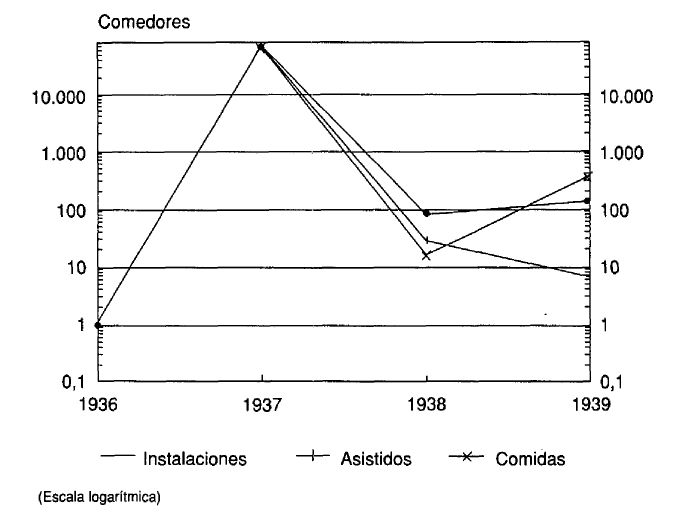 Comedores
10.000 10.000
1.000 1.000
100 100
10 10
1 1
0,1 0,1
1936 1937 1938 1939
Instalaciones Asistidos Comidas
(Escala logarítmica)